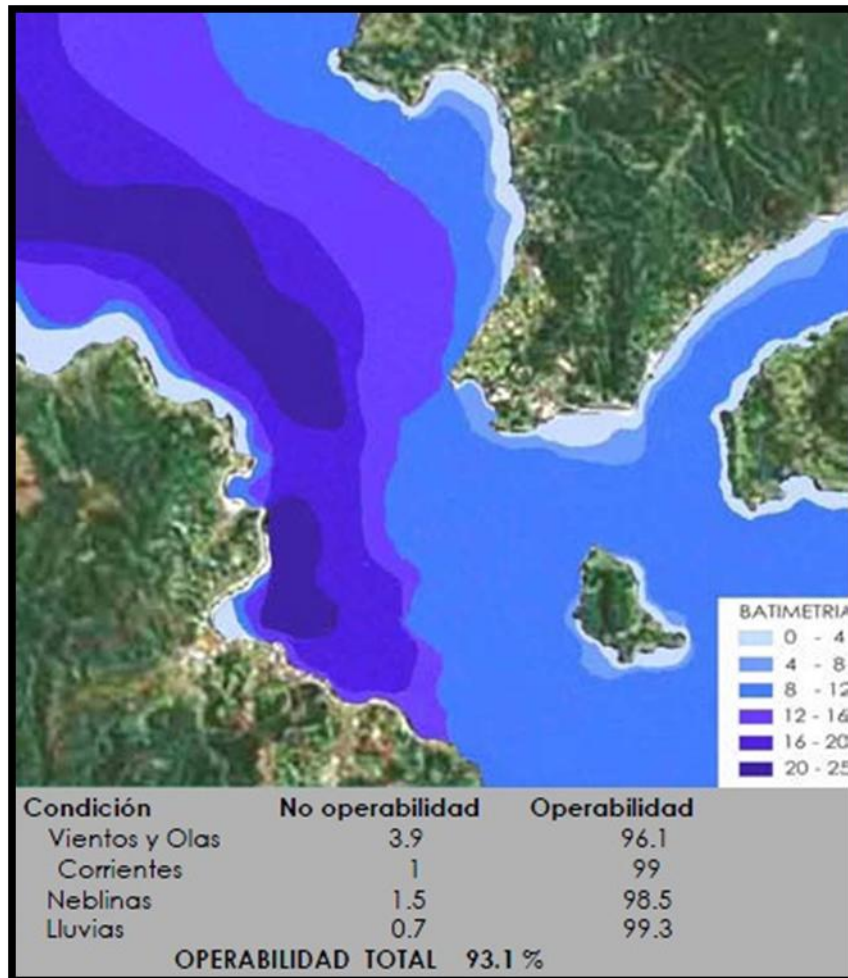 BATIMETRIA
0 - 4
4 - 8
8 - 12
12 - 16
16 - 20
20 - 25
Condición No operabilidad Operabilidad
Vientos y Olas 3.9 96.1
Corrientes 1 99
Neblinas 1.5 98.5
Lluvias 0.7 99.3
OPERABILIDAD TOTAL 93.1 %